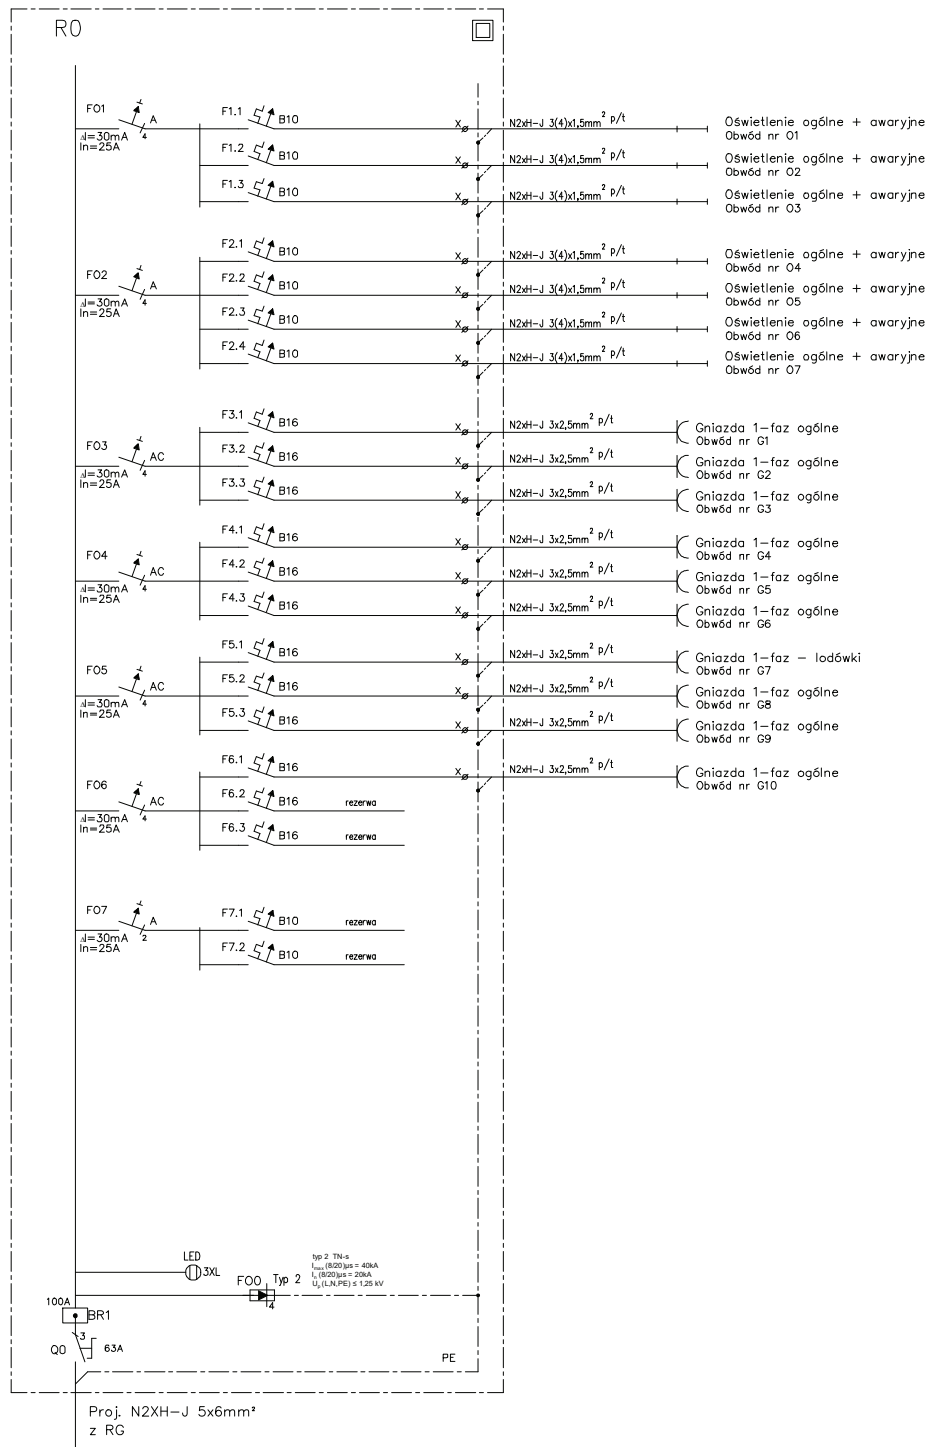 R0
F01
A
4
ΔI=30mA
In=25A
F1.1
B10
X
N2xH-J 3(4)x1,5mm² p/t
Oświetlenie ogólne + awaryjne
Obwód nr O1
F1.2
B10
X
N2xH-J 3(4)x1,5mm² p/t
Oświetlenie ogólne + awaryjne
Obwód nr O2
F1.3
B10
X
N2xH-J 3(4)x1,5mm² p/t
Oświetlenie ogólne + awaryjne
Obwód nr O3
F02
A
4
ΔI=30mA
In=25A
F2.1
B10
X
N2xH-J 3(4)x1,5mm² p/t
Oświetlenie ogólne + awaryjne
Obwód nr O4
F2.2
B10
X
N2xH-J 3(4)x1,5mm² p/t
Oświetlenie ogólne + awaryjne
Obwód nr O5
F2.3
B10
X
N2xH-J 3(4)x1,5mm² p/t
Oświetlenie ogólne + awaryjne
Obwód nr O6
F2.4
B10
X
N2xH-J 3(4)x1,5mm² p/t
Oświetlenie ogólne + awaryjne
Obwód nr O7
F03
AC
4
ΔI=30mA
In=25A
F3.1
B16
X
N2xH-J 3x2,5mm² p/t
Gniazda 1-faz ogólne
Obwód nr G1
F3.2
B16
X
N2xH-J 3x2,5mm² p/t
Gniazda 1-faz ogólne
Obwód nr G2
F3.3
B16
X
N2xH-J 3x2,5mm² p/t
Gniazda 1-faz ogólne
Obwód nr G3
F04
AC
4
ΔI=30mA
In=25A
F4.1
B16
X
N2xH-J 3x2,5mm² p/t
Gniazda 1-faz ogólne
Obwód nr G4
F4.2
B16
X
N2xH-J 3x2,5mm² p/t
Gniazda 1-faz ogólne
Obwód nr G5
F4.3
B16
X
N2xH-J 3x2,5mm² p/t
Gniazda 1-faz ogólne
Obwód nr G6
F05
AC
4
ΔI=30mA
In=25A
F5.1
B16
X
N2xH-J 3x2,5mm² p/t
Gniazda 1-faz - lodówki
Obwód nr G7
F5.2
B16
X
N2xH-J 3x2,5mm² p/t
Gniazda 1-faz ogólne
Obwód nr G8
F5.3
B16
X
N2xH-J 3x2,5mm² p/t
Gniazda 1-faz ogólne
Obwód nr G9
F06
AC
4
ΔI=30mA
In=25A
F6.1
B16
X
N2xH-J 3x2,5mm² p/t
Gniazda 1-faz ogólne
Obwód nr G10
F6.2
B16
rezerwa
F6.3
B16
rezerwa
F07
A
2
ΔI=30mA
In=25A
F7.1
B10
rezerwa
F7.2
B10
rezerwa
LED
3XL
typ 2 TN-s
Imax (8/20)µs = 40kA
In (8/20)µs = 20kA
Up (L,N,PE) ≤ 1,25 kV
F00
Typ 2
4
100A
BR1
3
Q0
63A
PE
Proj. N2XH-J 5x6mm²
z RG